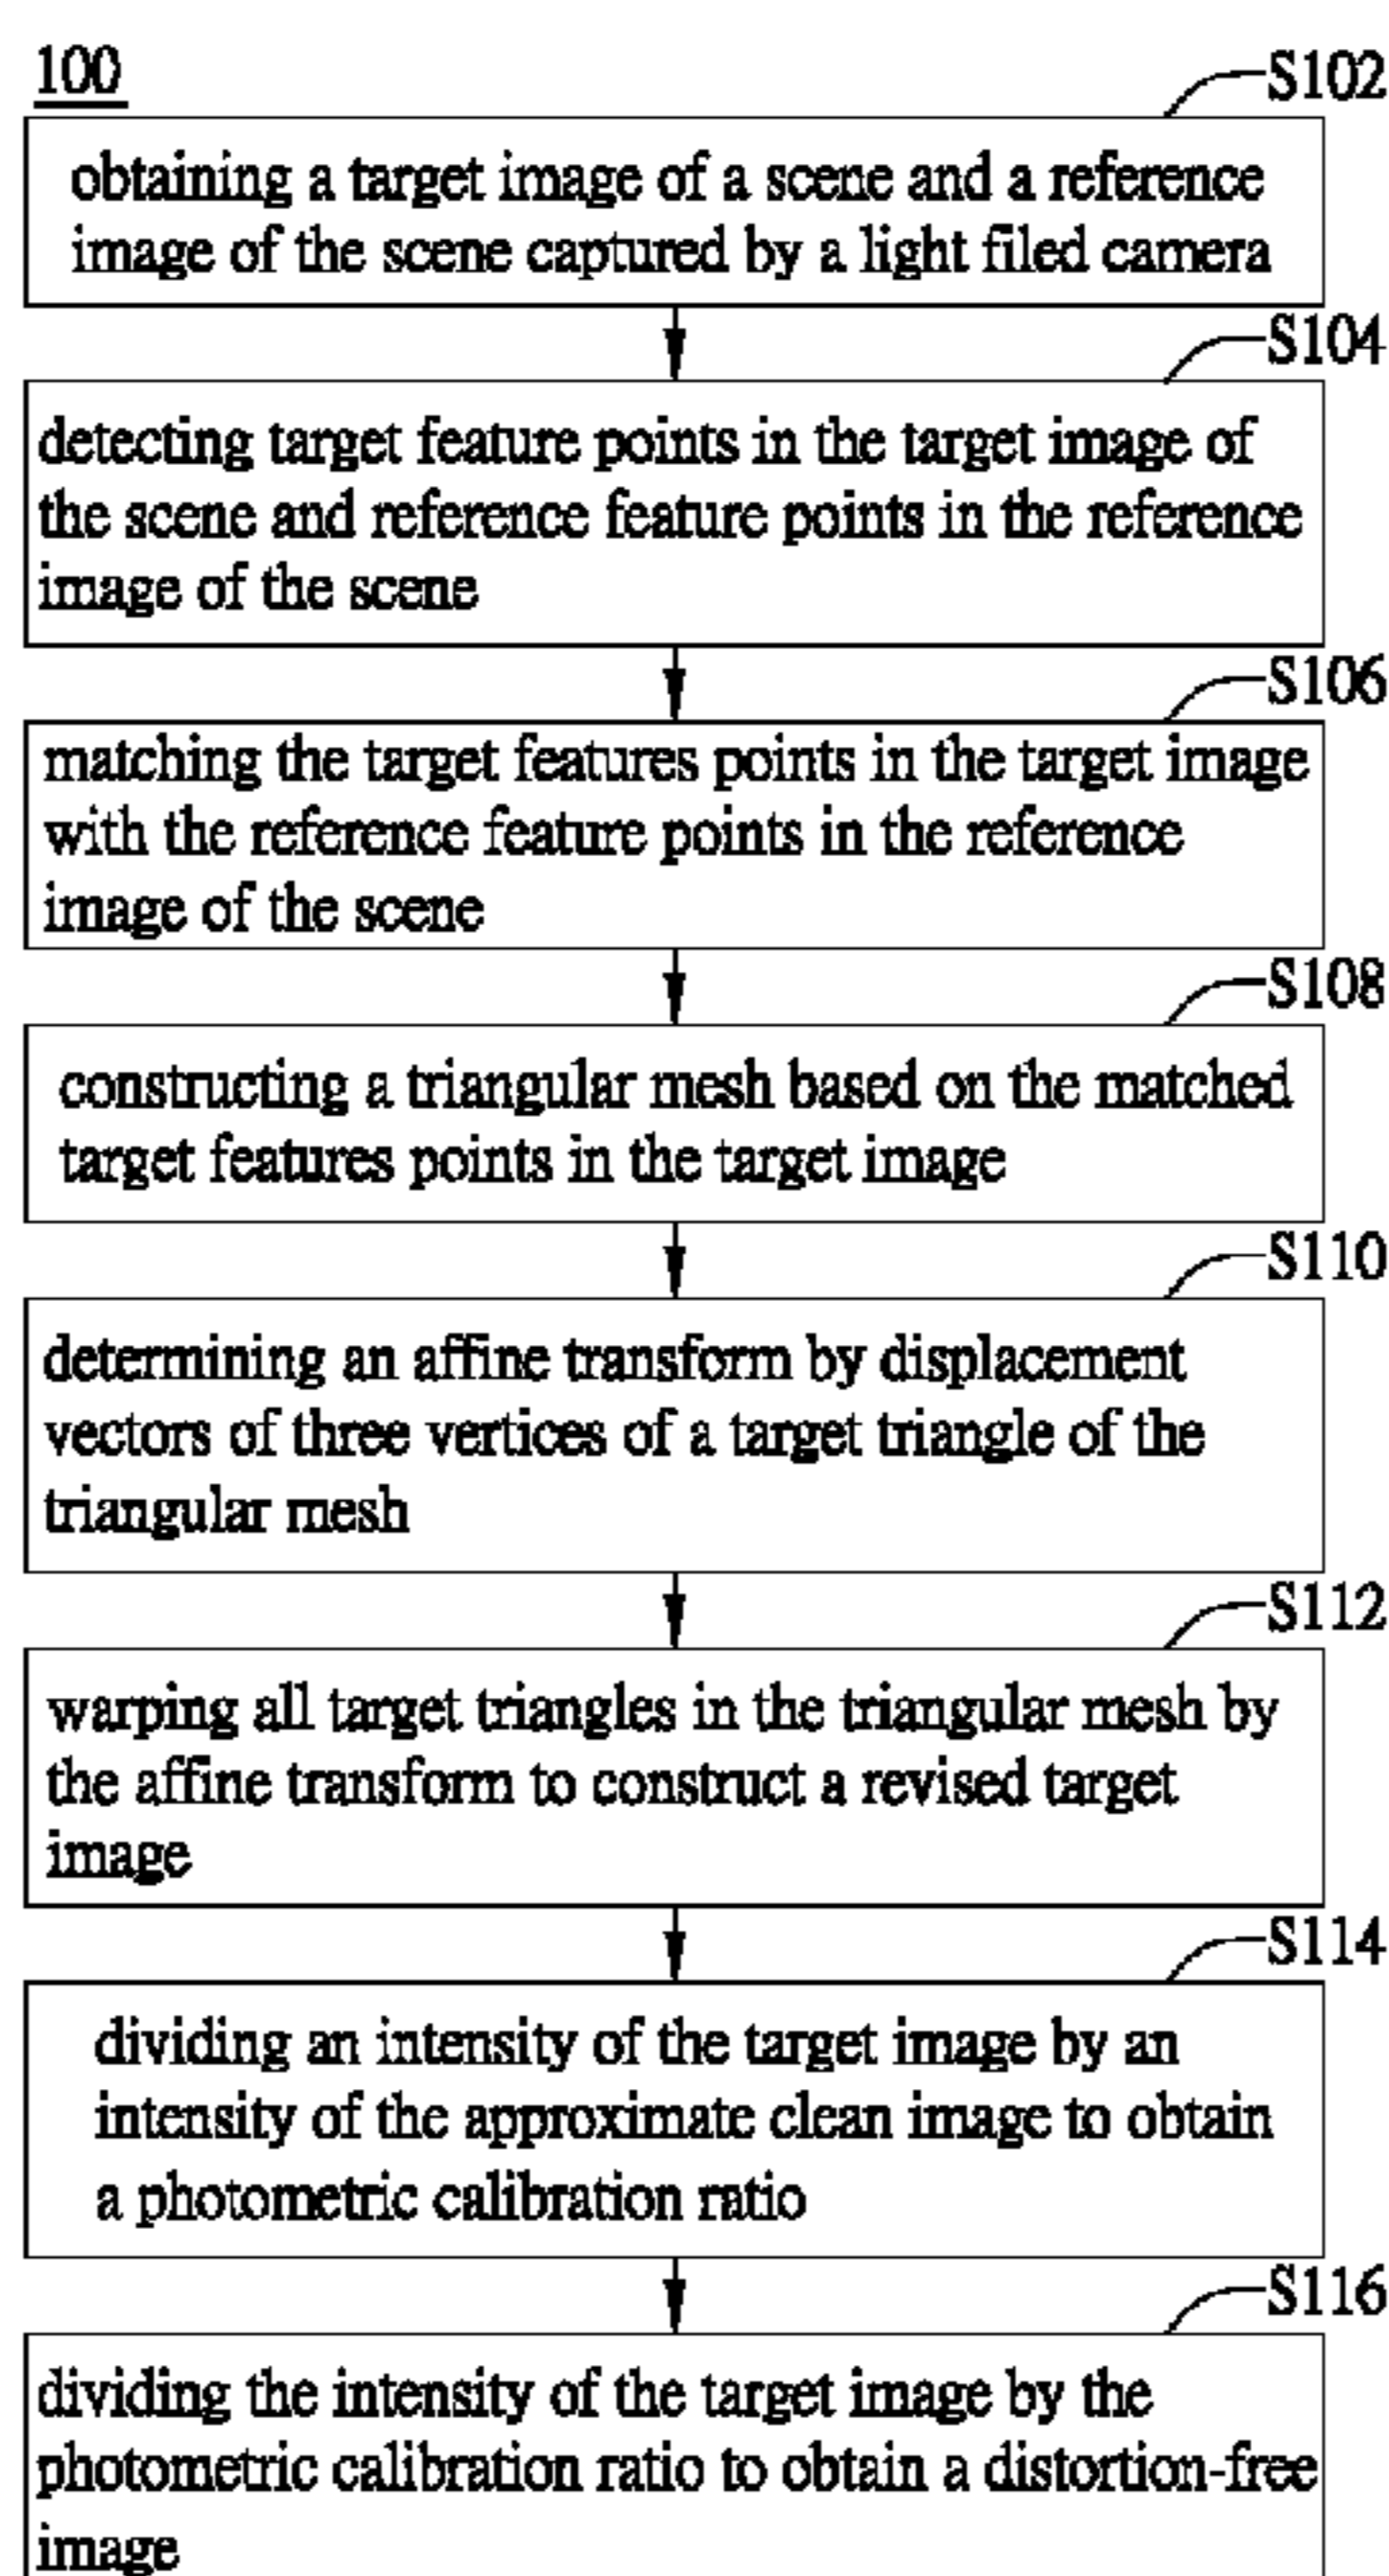 100
S102
obtaining a target image of a scene and a reference
image of the scene captured by a light filed camera
S104
detecting target feature points in the target image of
the scene and reference feature points in the reference
image of the scene
S106
matching the target features points in the target image
with the reference feature points in the reference
image of the scene
S108
constructing a triangular mesh based on the matched
target features points in the target image
S110
determining an affine transform by displacement
vectors of three vertices of a target triangle of the
triangular mesh
S112
warping all target triangles in the triangular mesh by
the affine transform to construct a revised target
image
S114
dividing an intensity of the target image by an
intensity of the approximate clean image to obtain
a photometric calibration ratio
S116
dividing the intensity of the target image by the
photometric calibration ratio to obtain a distortion-free
image